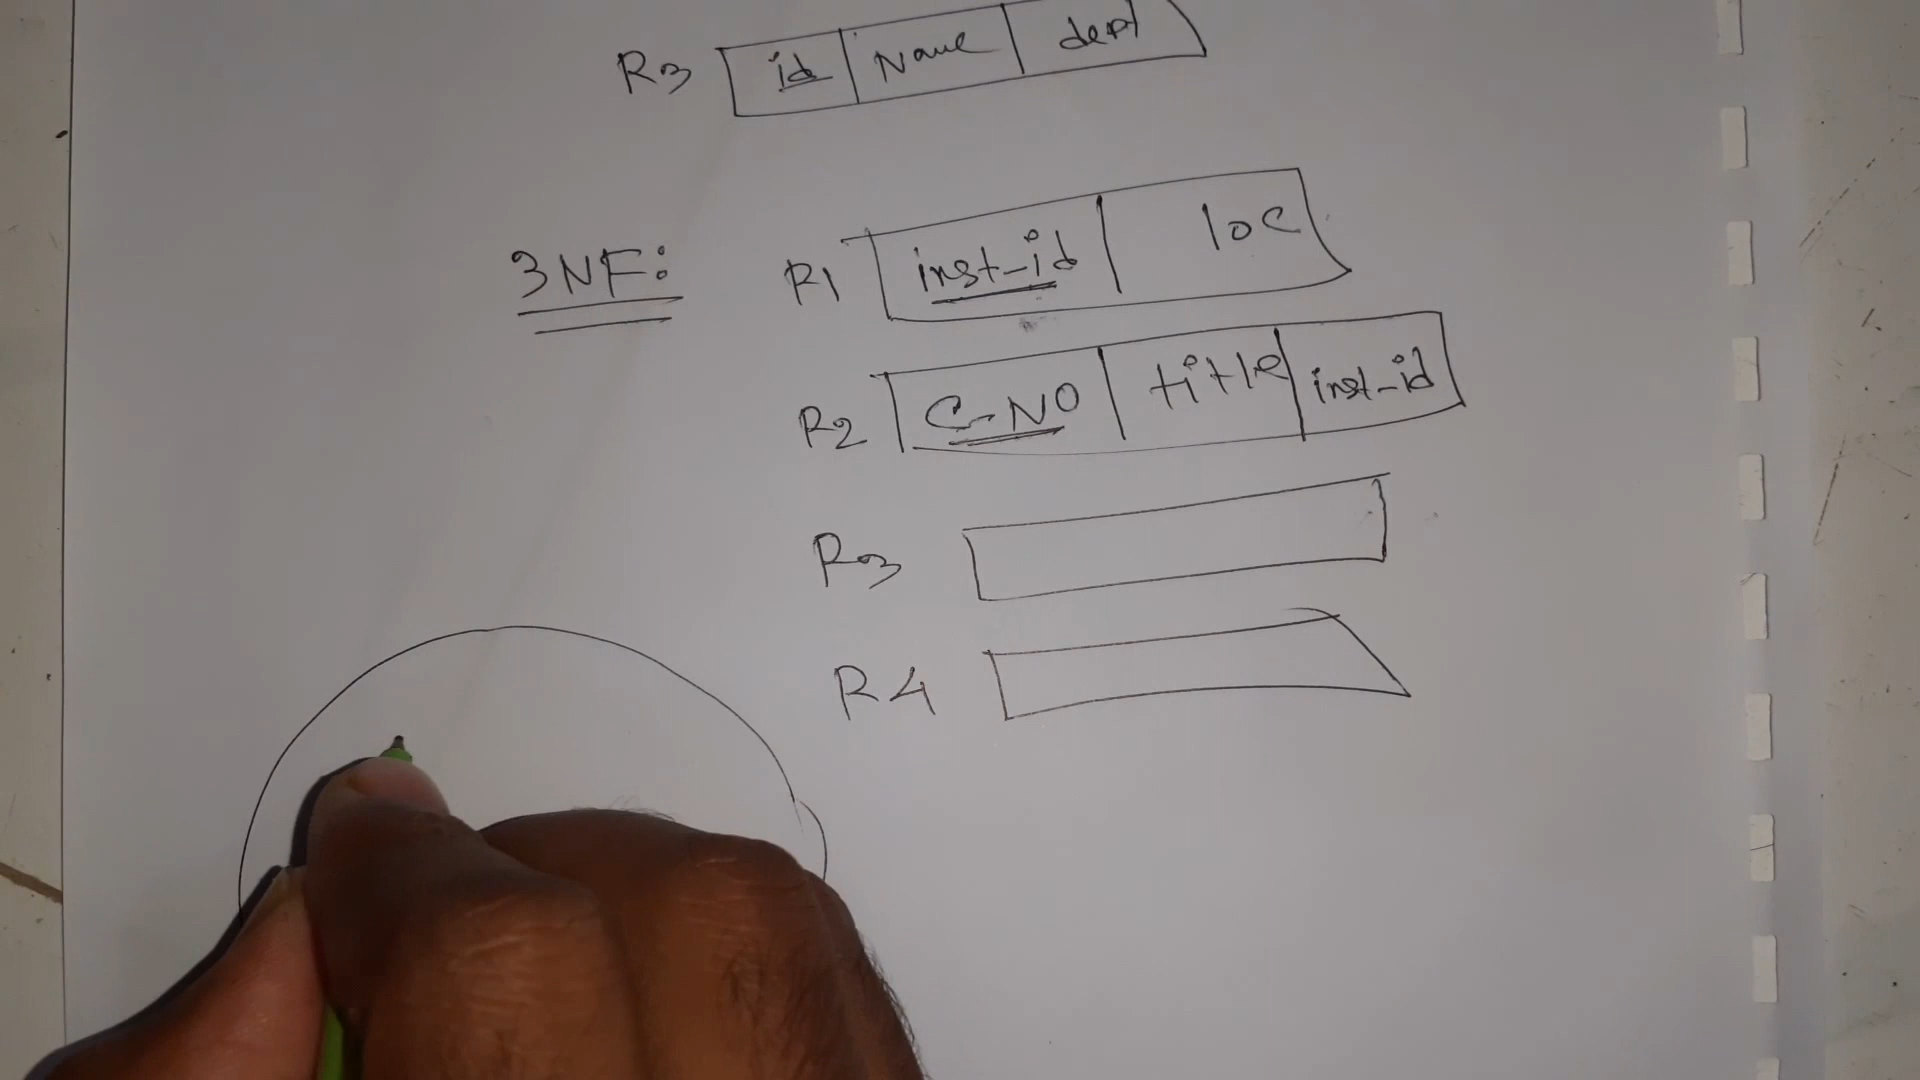 R3 id Name dept
3NF: R1 inst-id loc
R2 C-NO title inst-id
R3
R4